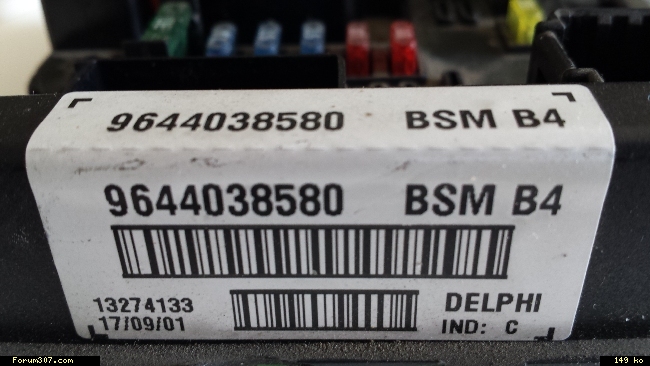 9644038580 BSM B4
9644038580 BSM B4
13274133 DELPHI
17/09/01 IND: C
Forum307.com 149 ko